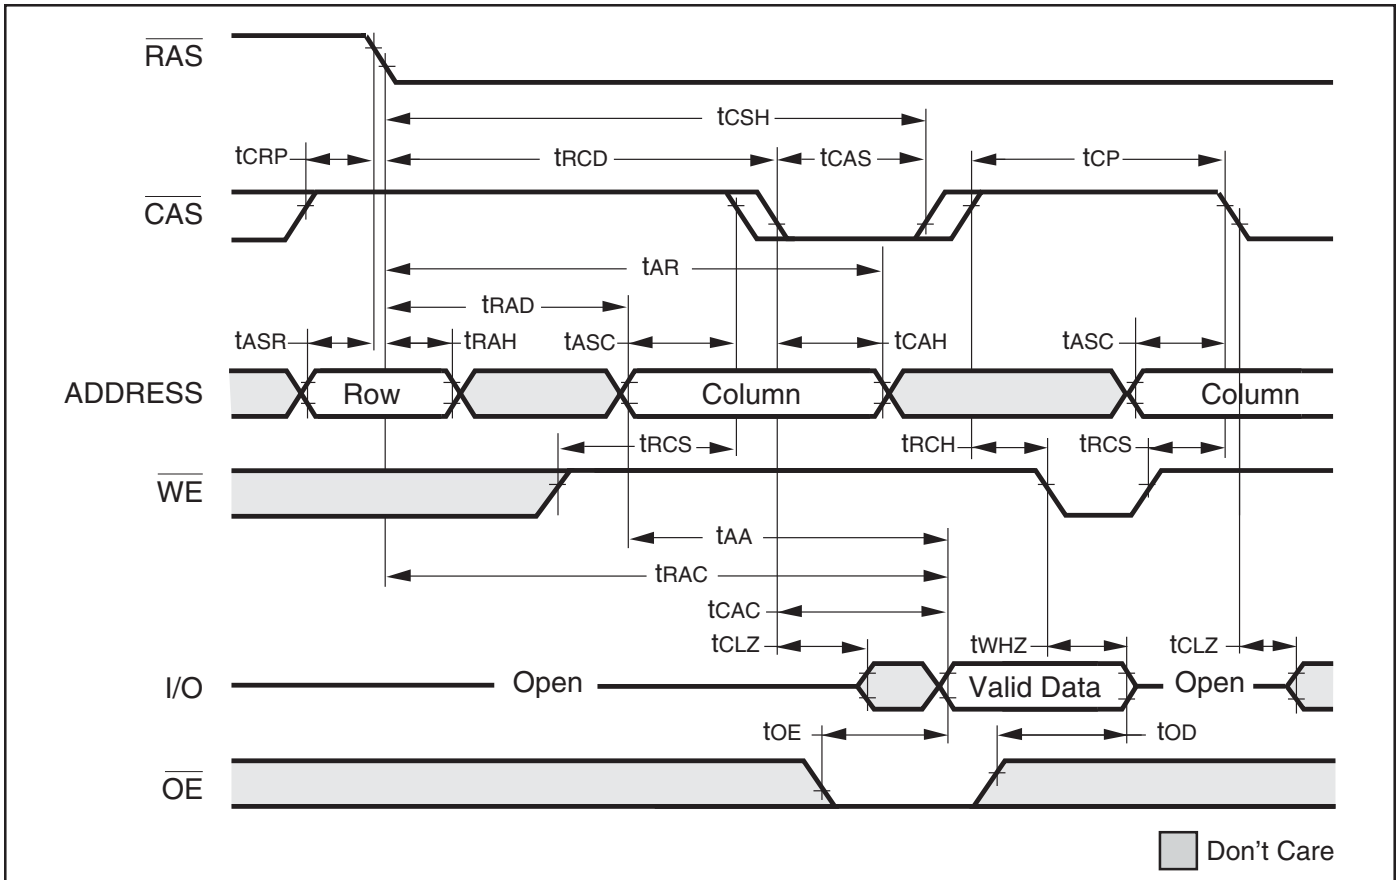 RAS
tCSH
tCRP tRCD tCAS tCP
CAS
tAR
tRAD
tASR tRAH tASC tCAH tASC
ADDRESS Row Column Column
tRCS tRCH tRCS
WE
tAA
tRAC
tCAC
tCLZ tWHZ tCLZ
I/O Open Valid Data Open
tOE tOD
OE
Don't Care